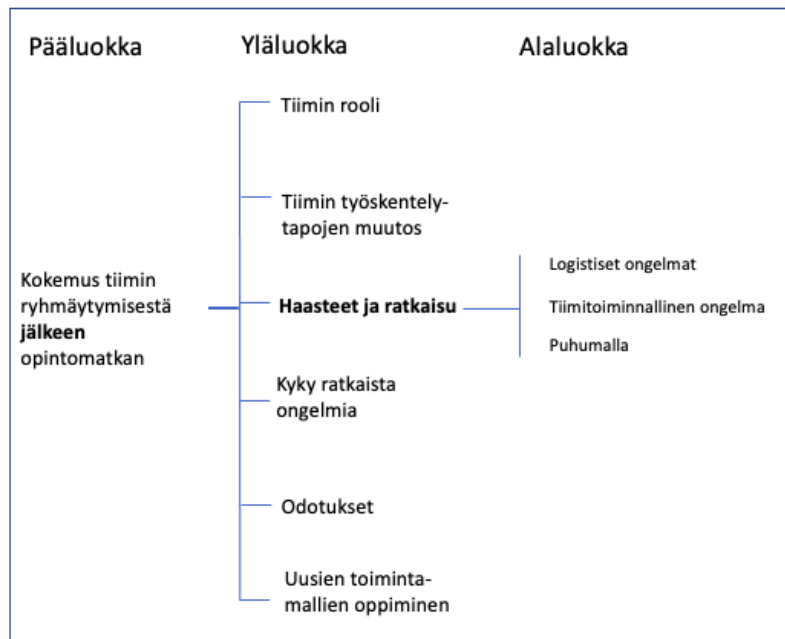 Pääluokka
Yläluokka
Alaluokka
Kokemus tiimin
ryhmäytymisestä
jälkeen
opintomatkan
Tiimin rooli
Tiimin työskentely-
tapojen muutos
Haasteet ja ratkaisu
Kyky ratkaista
ongelmia
Odotukset
Uusien toiminta-
mallien oppiminen
Logistiset ongelmat
Tiimitoiminnallinen ongelma
Puhumalla